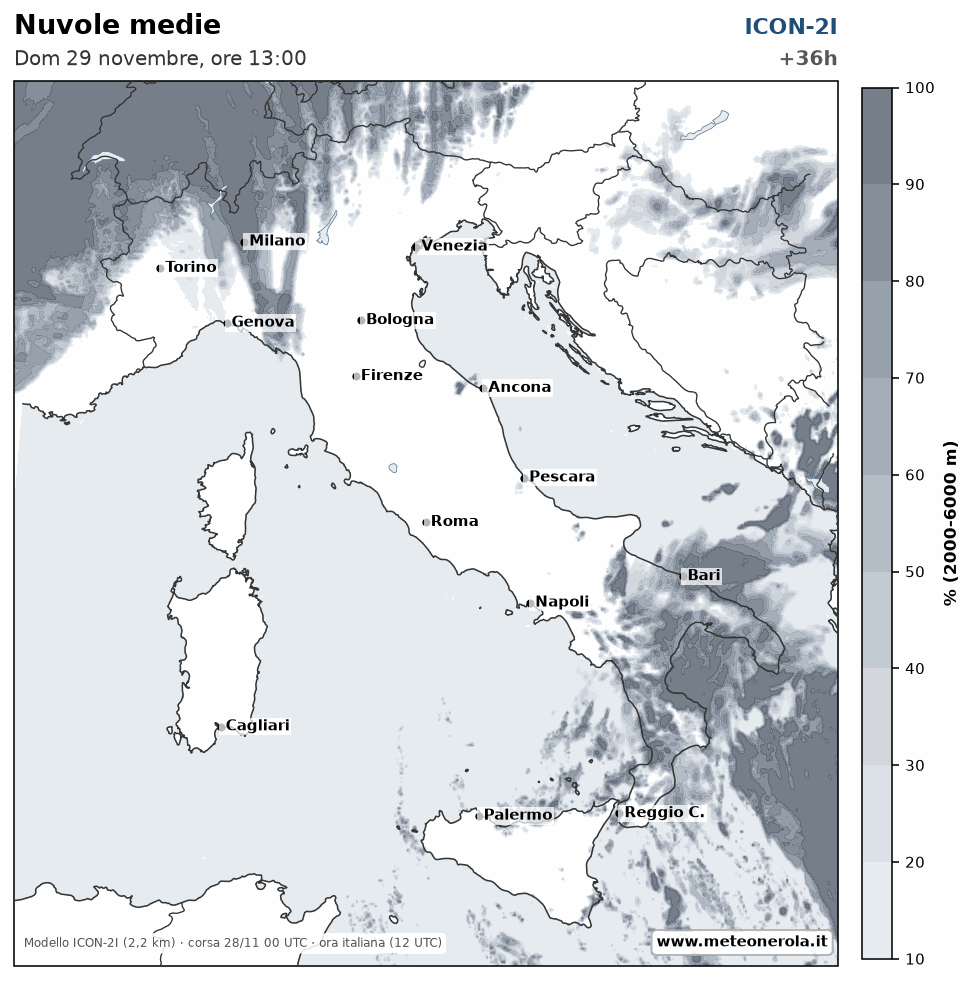 Nuvole medie
ICON-2I
Dom 29 novembre, ore 13:00
+36h
100
90
80
70
60
50
40
30
20
10
% (2000-6000 m)
Milano
Venezia
Torino
Genova
Bologna
Firenze
Ancona
Pescara
Roma
Bari
Napoli
Cagliari
Palermo
Reggio C.
Modello ICON-2I (2,2 km) · corsa 28/11 00 UTC · ora italiana (12 UTC)
www.meteonerola.it